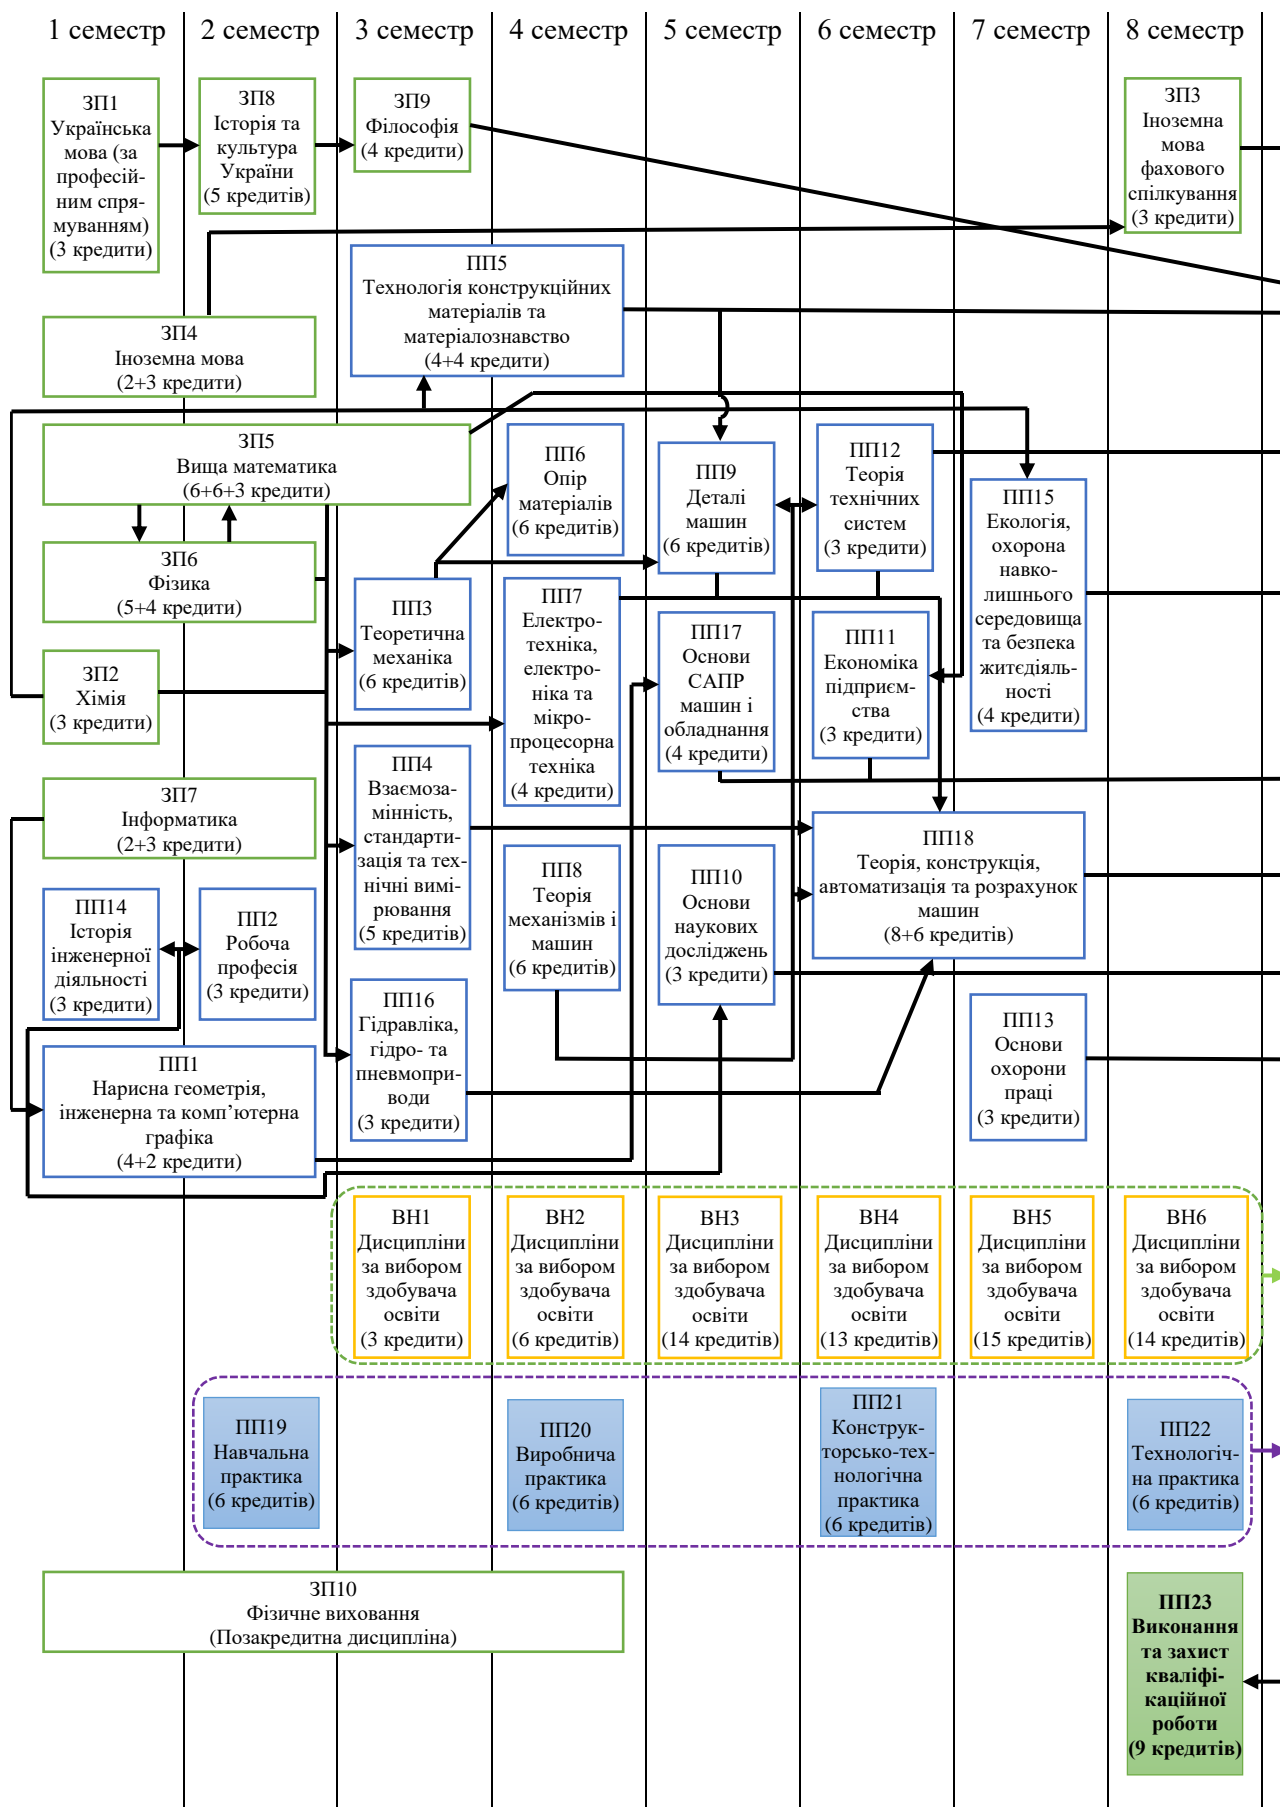 1 семестр
2 семестр
3 семестр
4 семестр
5 семестр
6 семестр
7 семестр
8 семестр
ЗП1
Українська
мова (за
професій-
ним спря-
муванням)
(3 кредити)
ЗП8
Історія та
культура
України
(5 кредитів)
ЗП9
Філософія
(4 кредити)
ЗП3
Іноземна
мова
фахового
спілкування
(3 кредити)
ПП5
Технологія конструкційних
матеріалів та
матеріалознавство
(4+4 кредити)
ЗП4
Іноземна мова
(2+3 кредити)
ЗП5
Вища математика
(6+6+3 кредити)
ПП6
Опір
матеріалів
(6 кредитів)
ПП9
Деталі
машин
(6 кредитів)
ПП12
Теорія
технічних
систем
(3 кредити)
ПП15
Екологія,
охорона
навко-
лишнього
середовища
та безпека
житєдіяль-
ності
(4 кредити)
ЗП6
Фізика
(5+4 кредити)
ПП3
Теоретична
механіка
(6 кредитів)
ПП7
Електро-
техніка,
електро-
ніка та
мікро-
процесорна
техніка
(4 кредити)
ПП17
Основи
САПР
машин і
обладнання
(4 кредити)
ПП11
Економіка
підприєм-
ства
(3 кредити)
ЗП2
Хімія
(3 кредити)
ПП4
Взаємоза-
мінність,
стандарти-
зація та тех-
нічні вимі-
рювання
(5 кредитів)
ЗП7
Інформатика
(2+3 кредити)
ПП8
Теорія
механізмів і
машин
(6 кредитів)
ПП10
Основи
наукових
досліджень
(3 кредити)
ПП18
Теорія, конструкція,
автоматизація та розрахунок
машин
(8+6 кредитів)
ПП14
Історія
інженерної
діяльності
(3 кредити)
ПП2
Робоча
професія
(3 кредити)
ПП16
Гідравліка,
гідро- та
пневмопри-
води
(3 кредити)
ПП13
Основи
охорони
праці
(3 кредити)
ПП1
Нарисна геометрія,
інженерна та комп’ютерна
графіка
(4+2 кредити)
ВН1
Дисципліни
за вибором
здобувача
освіти
(3 кредити)
ВН2
Дисципліни
за вибором
здобувача
освіти
(6 кредитів)
ВН3
Дисципліни
за вибором
здобувача
освіти
(14 кредитів)
ВН4
Дисципліни
за вибором
здобувача
освіти
(13 кредитів)
ВН5
Дисципліни
за вибором
здобувача
освіти
(15 кредитів)
ВН6
Дисципліни
за вибором
здобувача
освіти
(14 кредитів)
ПП19
Навчальна
практика
(6 кредитів)
ПП20
Виробнича
практика
(6 кредитів)
ПП21
Конструк-
торсько-тех-
нологічна
практика
(6 кредитів)
ПП22
Технологіч-
на практика
(6 кредитів)
ЗП10
Фізичне виховання
(Позакредитна дисципліна)
ПП23
Виконання
та захист
кваліфі-
каційної
роботи
(9 кредитів)